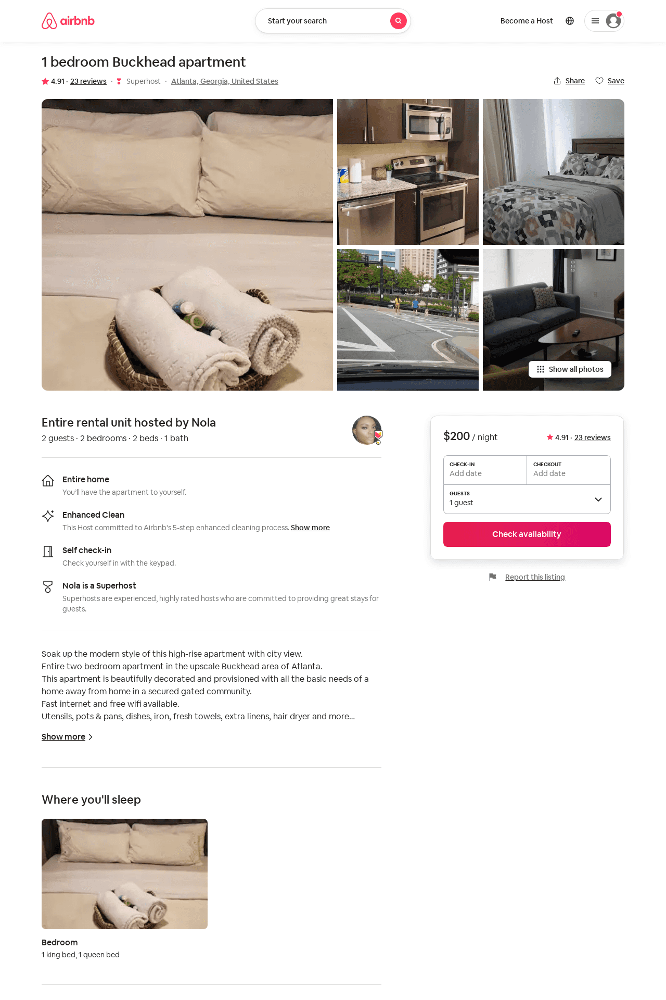 airbnb
Start your search
Become a Host
1 bedroom Buckhead apartment
4.91 · 23 reviews · Superhost · Atlanta, Georgia, United States
Share
Save
Show all photos
Entire rental unit hosted by Nola
2 guests · 2 bedrooms · 2 beds · 1 bath
Entire home
You’ll have the apartment to yourself.
Enhanced Clean
This Host committed to Airbnb's 5-step enhanced cleaning process. Show more
Self check-in
Check yourself in with the keypad.
Nola is a Superhost
Superhosts are experienced, highly rated hosts who are committed to providing great stays for
guests.
$200 / night
4.91 · 23 reviews
CHECK-IN
Add date
CHECKOUT
Add date
GUESTS
1 guest
Check availability
Report this listing
Soak up the modern style of this high-rise apartment with city view.
Entire two bedroom apartment in the upscale Buckhead area of Atlanta.
This apartment is beautifully decorated and provisioned with all the basic needs of a
home away from home in a secured gated community.
Fast internet and free wifi available.
Utensils, pots & pans, dishes, iron, fresh towels, extra linens, hair dryer and more…
Show more
Where you'll sleep
Bedroom
1 king bed, 1 queen bed